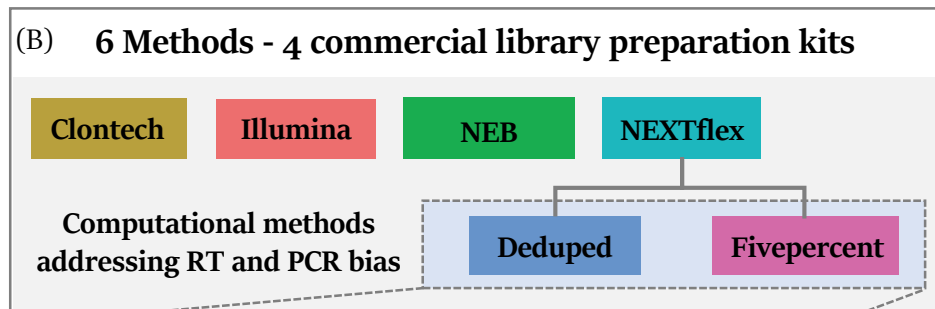 (B) 6 Methods - 4 commercial library preparation kits
Clontech Illumina NEB NEXTflex
Computational methods
addressing RT and PCR bias
Deduped Fivepercent